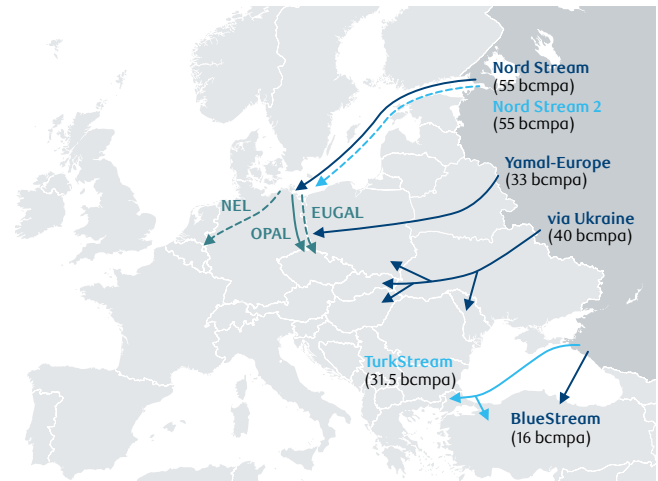 Nord Stream
(55 bcmpa)
Nord Stream 2
(55 bcmpa)
Yamal-Europe
(33 bcmpa)
via Ukraine
(40 bcmpa)
NEL
EUGAL
OPAL
TurkStream
(31.5 bcmpa)
BlueStream
(16 bcmpa)